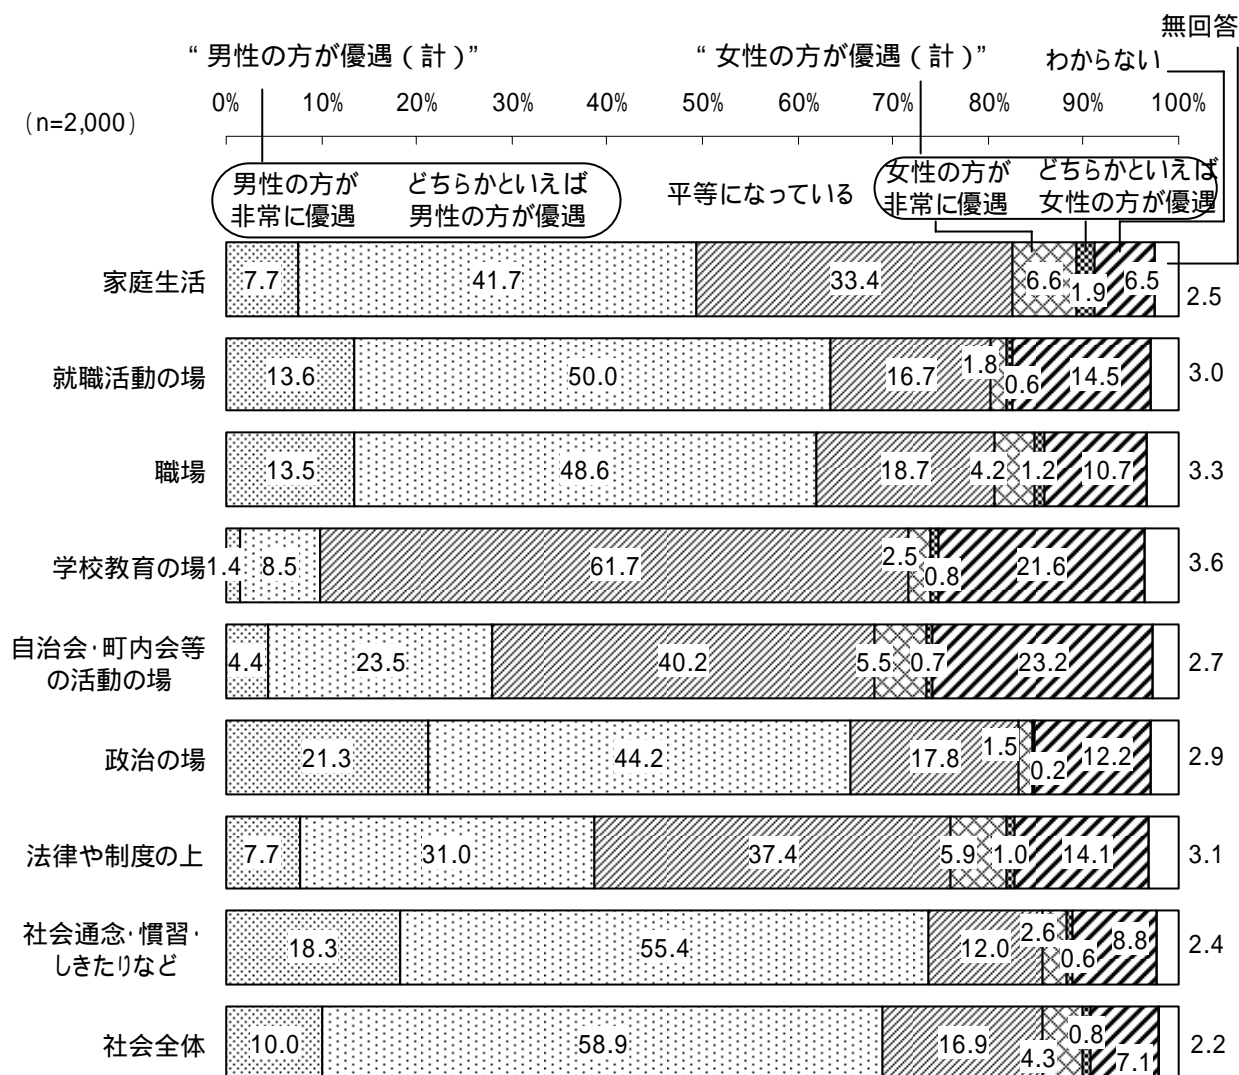 無回答
“男性の方が優遇(計)”
“女性の方が優遇(計)”
わからない
0% 10% 20% 30% 40% 50% 60% 70% 80% 90% 100%
(n=2,000)
男性の方が
非常に優遇
どちらかといえば
男性の方が優遇
平等になっている
女性の方が
非常に優遇
どちらかといえば
女性の方が優遇
家庭生活 7.7 41.7 33.4 6.6 1.9 6.5 2.5
就職活動の場 13.6 50.0 16.7 1.8 0.6 14.5 3.0
職場 13.5 48.6 18.7 4.2 1.2 10.7 3.3
学校教育の場 1.4 8.5 61.7 2.5 0.8 21.6 3.6
自治会・町内会等
の活動の場 4.4 23.5 40.2 5.5 0.7 23.2 2.7
政治の場 21.3 44.2 17.8 1.5 0.2 12.2 2.9
法律や制度の上 7.7 31.0 37.4 5.9 1.0 14.1 3.1
社会通念・慣習・
しきたりなど 18.3 55.4 12.0 2.6 0.6 8.8 2.4
社会全体 10.0 58.9 16.9 4.3 0.8 7.1 2.2